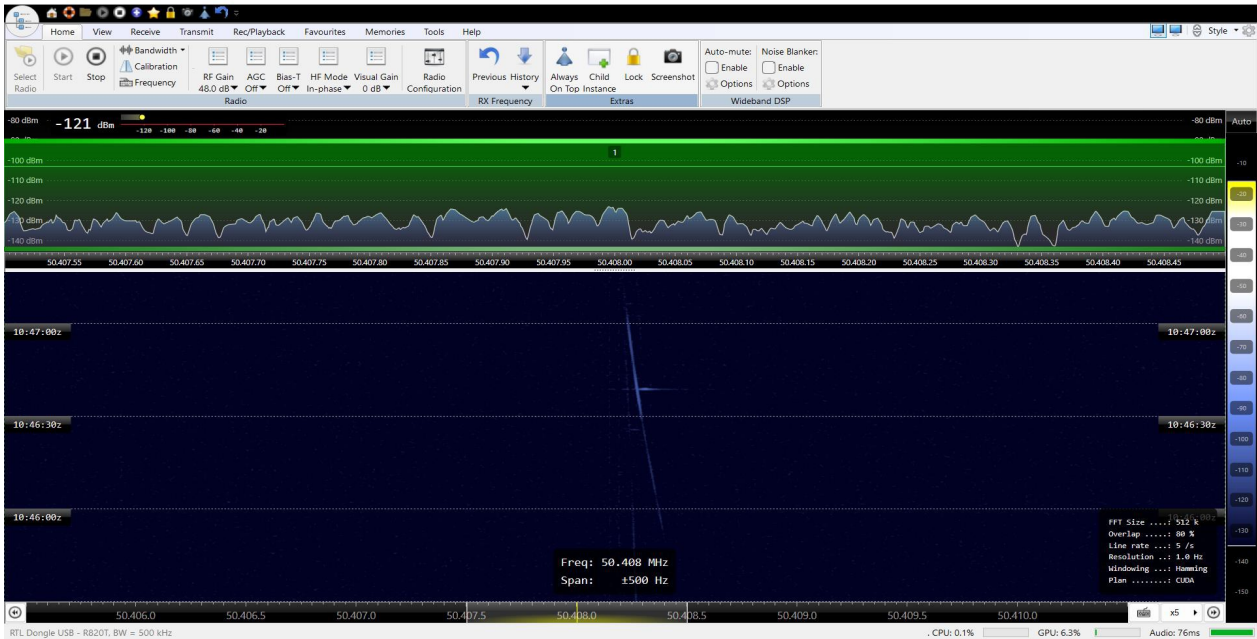 Home View Receive Transmit Rec/Playback Favourites Memories Tools Help Style
Select Radio
Start
Stop
Bandwidth
Calibration
Frequency
RF Gain
48.0 dB
AGC
Off
Bias-T
Off
HF Mode
In-phase
Visual Gain
0 dB
Radio Configuration
Radio
Previous
History
RX Frequency
Always On Top
Child Instance
Lock
Screenshot
Extras
Auto-mute:
Enable
Options
Noise Blanker:
Enable
Options
Wideband DSP
-80 dBm
-121 dBm
-120 -100 -80 -60 -40 -20
-80 dBm
Auto
1
-100 dBm
-100 dBm
-110 dBm
-110 dBm
-120 dBm
-120 dBm
-130 dBm
-130 dBm
-140 dBm
-140 dBm
50.407.55 50.407.60 50.407.65 50.407.70 50.407.75 50.407.80 50.407.85 50.407.90 50.407.95 50.408.00 50.408.05 50.408.10 50.408.15 50.408.20 50.408.25 50.408.30 50.408.35 50.408.40 50.408.45
10:47:00z
10:47:00z
10:46:30z
10:46:30z
10:46:00z
10:46:00z
-10
-20
-30
-40
-50
-60
-70
-80
-90
-100
-110
-120
-130
-140
-150
FFT Size ....: 512 k
Overlap .....: 80 %
Line rate ...: 5 /s
Resolution ..: 1.0 Hz
Windowing ...: Hamming
Plan ........: CUDA
Freq: 50.408 MHz
Span: ±500 Hz
50.406.0 50.406.5 50.407.0 50.407.5 50.408.0 50.408.5 50.409.0 50.409.5 50.410.0
x5
RTL Dongle USB - R820T, BW = 500 kHz
. CPU: 0.1%
GPU: 6.3%
Audio: 76ms